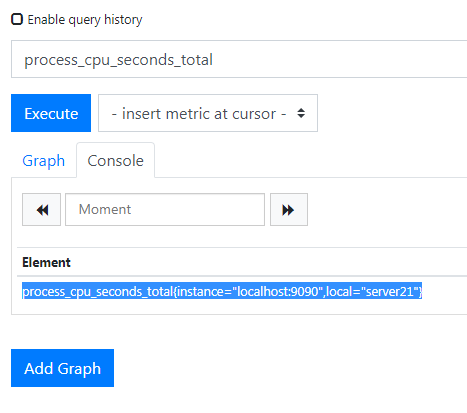 Enable query history
process_cpu_seconds_total
Execute - insert metric at cursor -
Graph Console
Moment
Element
process_cpu_seconds_total{instance="localhost:9090",local="server21"}
Add Graph